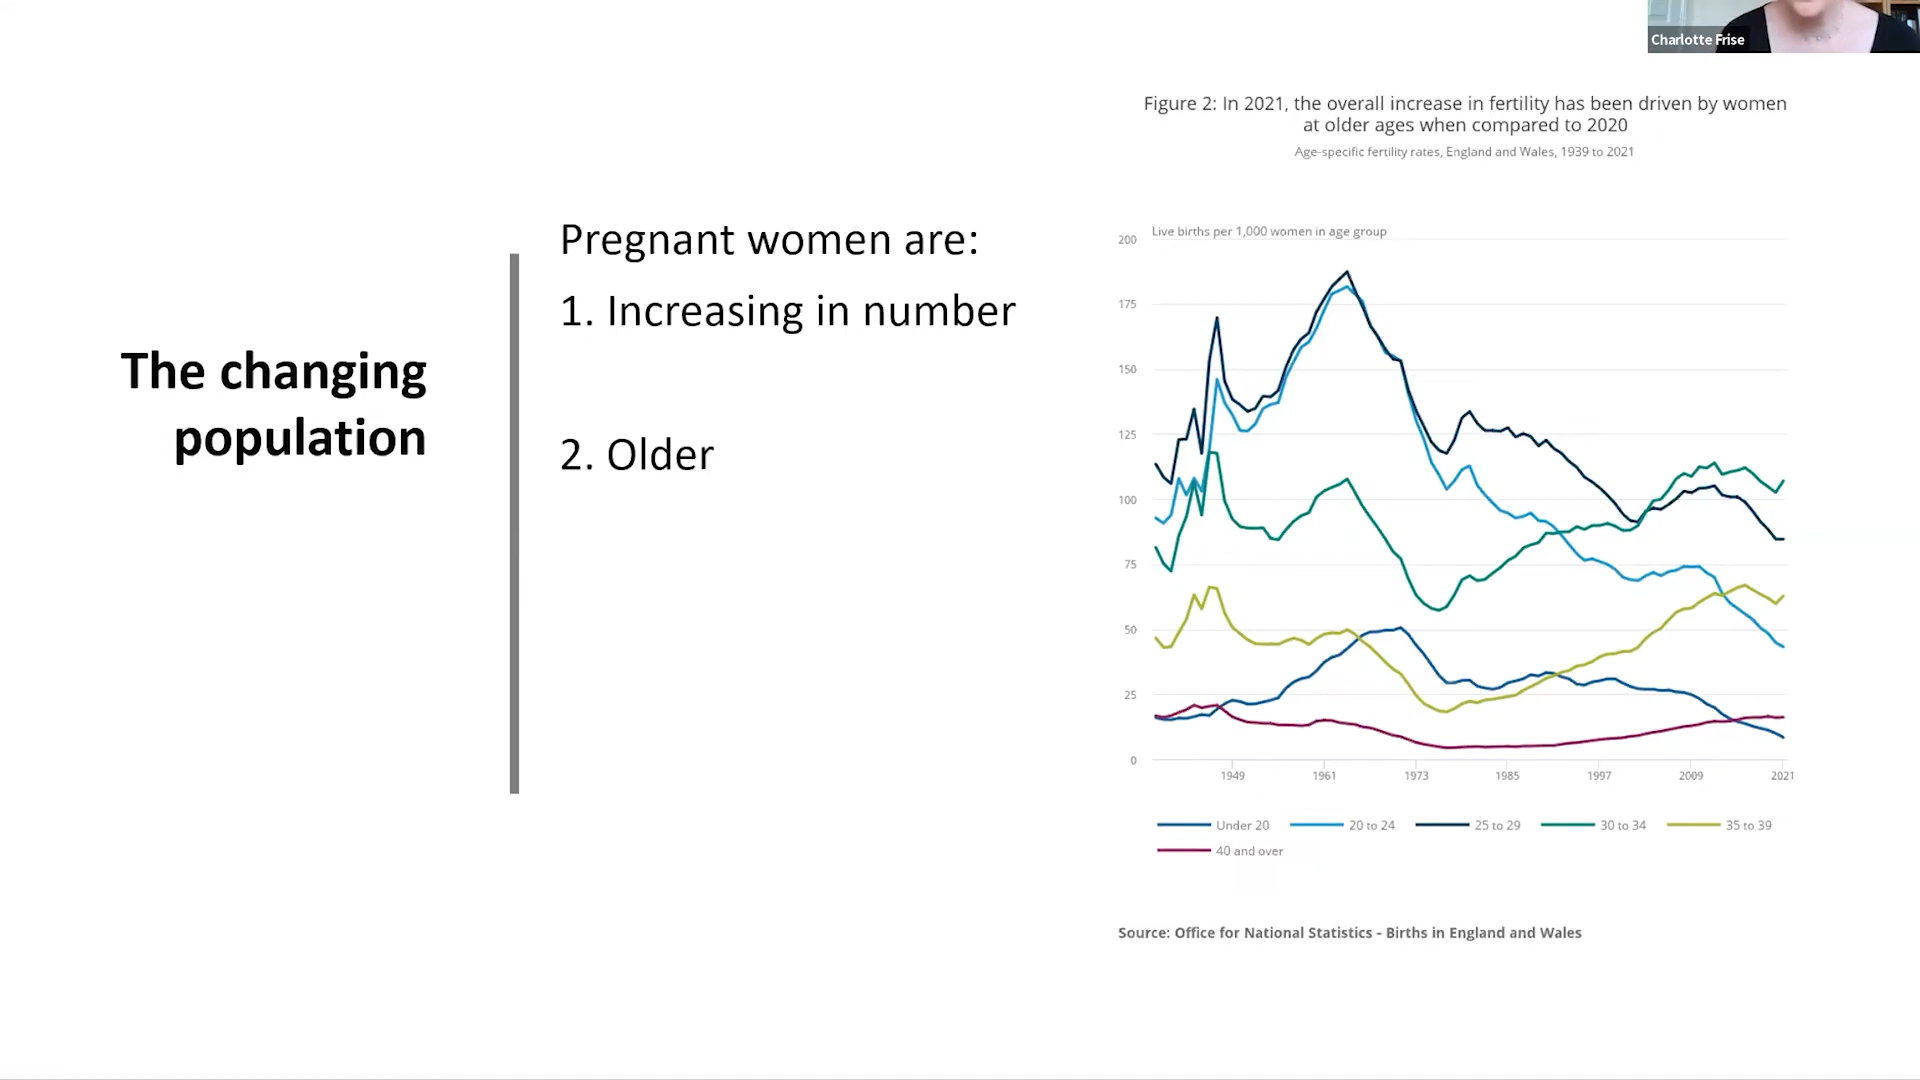 Charlotte Frise
The changing
population
Pregnant women are:
1. Increasing in number
2. Older
Figure 2: In 2021, the overall increase in fertility has been driven by women
at older ages when compared to 2020
Age-specific fertility rates, England and Wales, 1939 to 2021
Live births per 1,000 women in age group
200
175
150
125
100
75
50
25
0
1949 1961 1973 1985 1997 2009 2021
Under 20 20 to 24 25 to 29 30 to 34 35 to 39
40 and over
Source: Office for National Statistics - Births in England and Wales